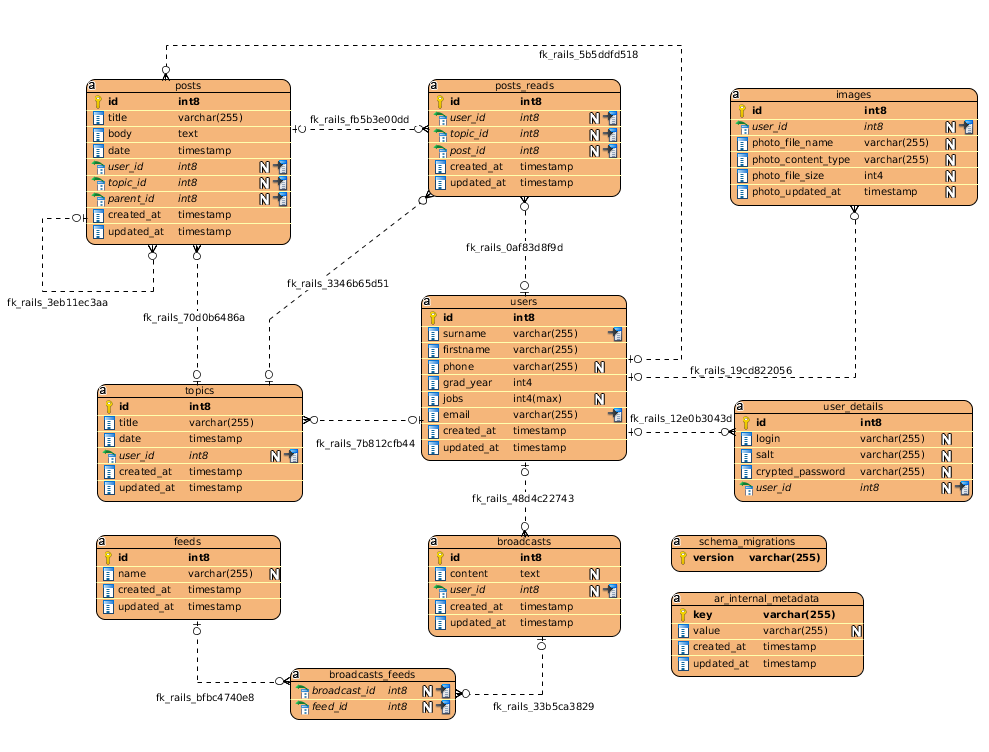 fk_rails_5b5ddfd518
a posts
id int8
title varchar(255)
body text
date timestamp
user_id int8 N
topic_id int8 N
parent_id int8 N
created_at timestamp
updated_at timestamp
fk_rails_fb5b3e00dd
a posts_reads
id int8
user_id int8 N
topic_id int8 N
post_id int8 N
created_at timestamp
updated_at timestamp
a images
id int8
user_id int8 N
photo_file_name varchar(255) N
photo_content_type varchar(255) N
photo_file_size int4 N
photo_updated_at timestamp N
fk_rails_0af83d8f9d
fk_rails_3346b65d51
fk_rails_3eb11ec3aa
fk_rails_70d0b6486a
a users
id int8
surname varchar(255)
firstname varchar(255)
phone varchar(255) N
grad_year int4
jobs int4(max) N
email varchar(255)
created_at timestamp
updated_at timestamp
fk_rails_19cd822056
a topics
id int8
title varchar(255)
date timestamp
user_id int8 N
created_at timestamp
updated_at timestamp
fk_rails_7b812cfb44
fk_rails_12e0b3043d
a user_details
id int8
login varchar(255) N
salt varchar(255) N
crypted_password varchar(255) N
user_id int8 N
fk_rails_48d4c22743
a feeds
id int8
name varchar(255) N
created_at timestamp
updated_at timestamp
a broadcasts
id int8
content text N
user_id int8 N
created_at timestamp
updated_at timestamp
a schema_migrations
version varchar(255)
a ar_internal_metadata
key varchar(255)
value varchar(255) N
created_at timestamp
updated_at timestamp
a broadcasts_feeds
broadcast_id int8 N
feed_id int8 N
fk_rails_bfbc4740e8
fk_rails_33b5ca3829